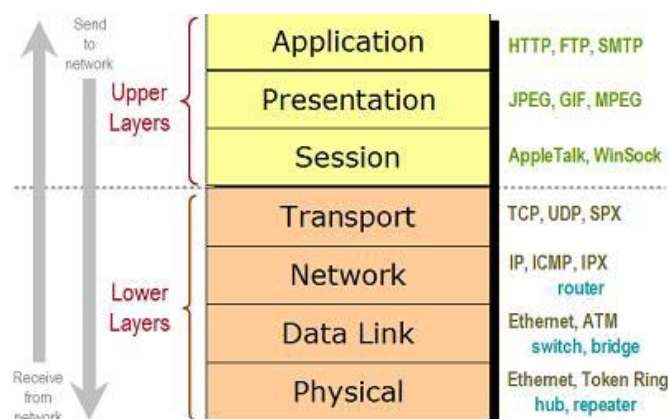 Send
to
network
Upper
Layers
Application
HTTP, FTP, SMTP
Presentation
JPEG, GIF, MPEG
Session
AppleTalk, WinSock
Lower
Layers
Transport
TCP, UDP, SPX
Network
IP, ICMP, IPX
router
Data Link
Ethernet, ATM
switch, bridge
Physical
Ethernet, Token Ring
hub, repeater
Receive
from
network